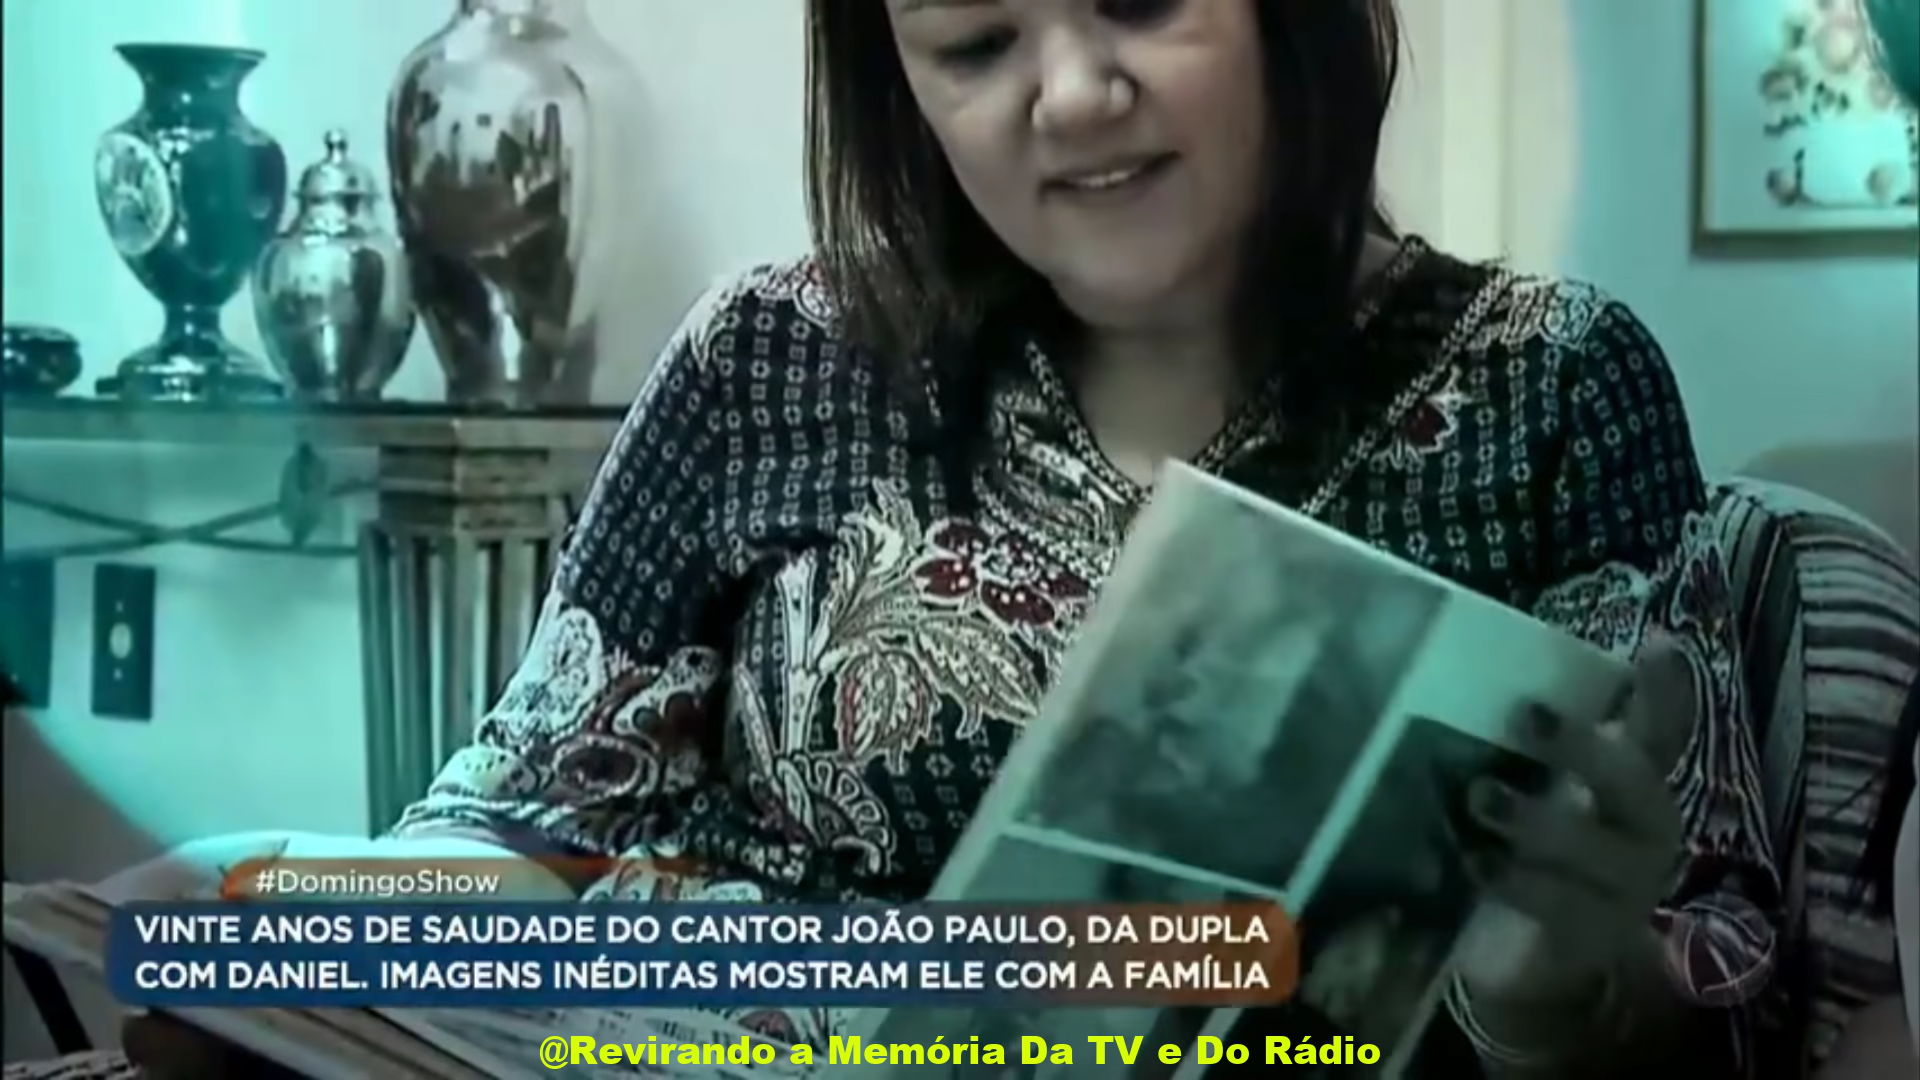 #DomingoShow
VINTE ANOS DE SAUDADE DO CANTOR JOÃO PAULO, DA DUPLA
COM DANIEL. IMAGENS INÉDITAS MOSTRAM ELE COM A FAMÍLIA
@Revirando a Memória Da TV e Do Rádio